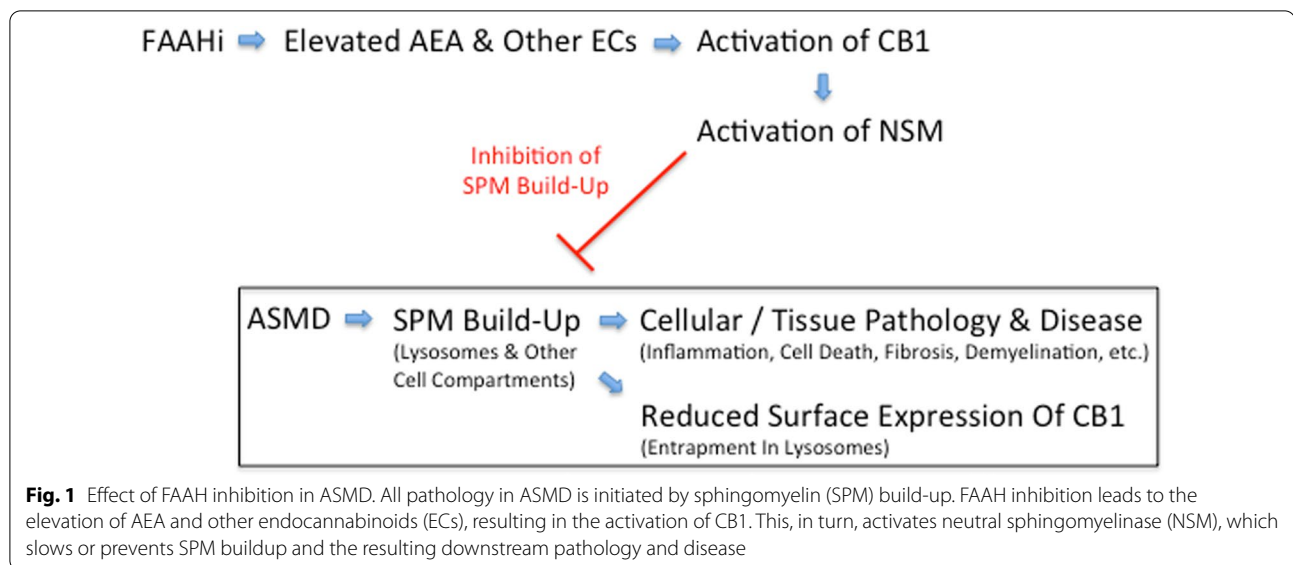 FAAHi Elevated AEA & Other ECs Activation of CB1
Activation of NSM
Inhibition of
SPM Build-Up
ASMD SPM Build-Up Cellular / Tissue Pathology & Disease
(Lysosomes & Other (Inflammation, Cell Death, Fibrosis, Demyelination, etc.)
Cell Compartments)
Reduced Surface Expression Of CB1
(Entrapment In Lysosomes)
Fig. 1 Effect of FAAH inhibition in ASMD. All pathology in ASMD is initiated by sphingomyelin (SPM) build-up. FAAH inhibition leads to the
elevation of AEA and other endocannabinoids (ECs), resulting in the activation of CB1. This, in turn, activates neutral sphingomyelinase (NSM), which
slows or prevents SPM buildup and the resulting downstream pathology and disease